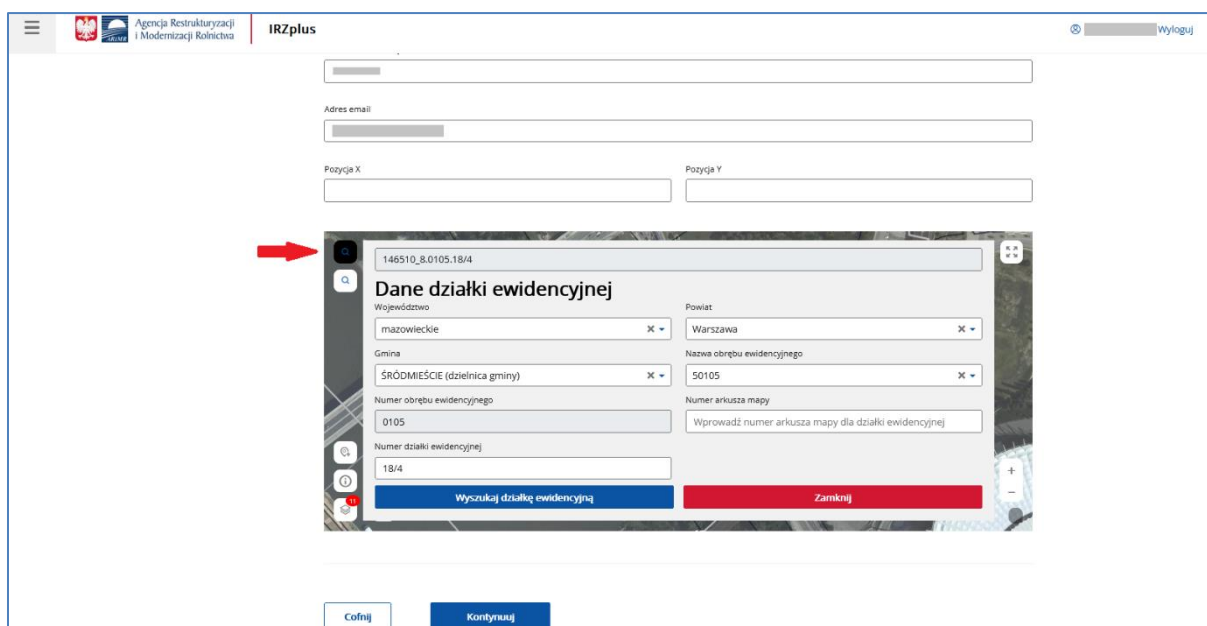 Agencja Restrukturyzacji
i Modernizacji Rolnictwa
IRZplus
Wyloguj
ARiMR
Adres email
Pozycja X
Pozycja Y
146510_8.0105.18/4
Dane działki ewidencyjnej
Województwo
Powiat
mazowieckie
Warszawa
Gmina
Nazwa obrębu ewidencyjnego
ŚRÓDMIEŚCIE (dzielnica gminy)
50105
Numer obrębu ewidencyjnego
Numer arkusza mapy
0105
Wprowadź numer arkusza mapy dla działki ewidencyjnej
Numer działki ewidencyjnej
18/4
11
Wyszukaj działkę ewidencyjną
Zamknij
Cofnij
Kontynuuj